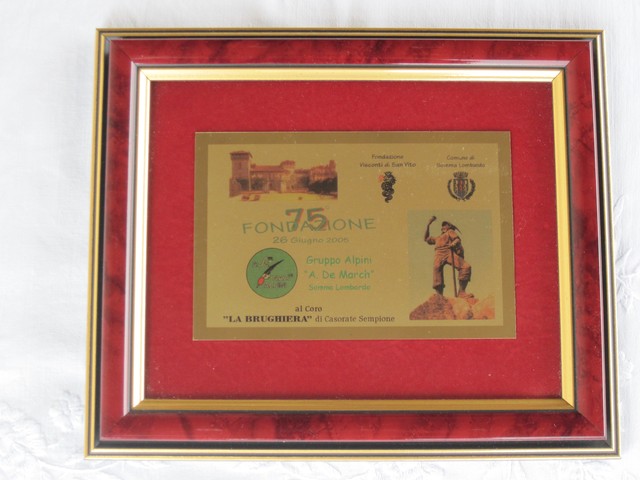 Fondazione
Visconti di San Vito
Comune di
Somma Lombardo
75
FONDAZIONE
26 Giugno 2005
Gruppo Alpini
"A. De March"
Somma Lombardo
al Coro
"LA BRUGHIERA" di Casorate Sempione